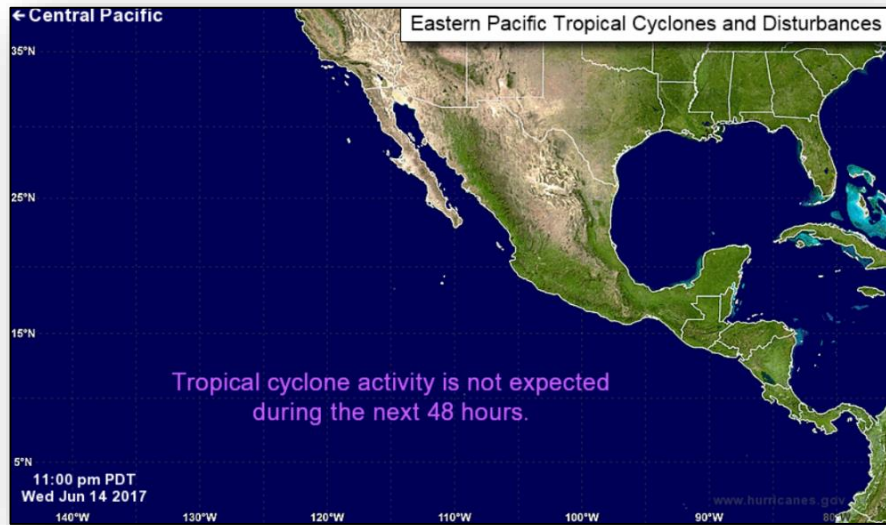 ← Central Pacific
Eastern Pacific Tropical Cyclones and Disturbances
35°N
25°N
15°N
Tropical cyclone activity is not expected
during the next 48 hours.
5°N
11:00 pm PDT
Wed Jun 14 2017
www.hurricanes.gov
140°W 130°W 120°W 110°W 100°W 90°W 80°W